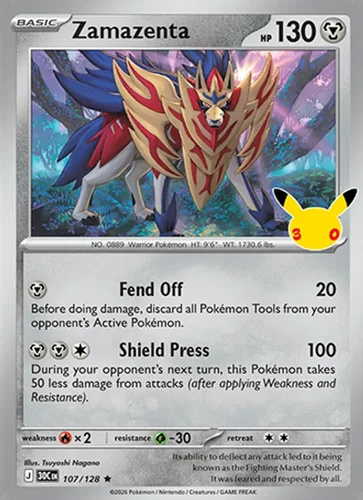 BASIC
Zamazenta
HP 130
30
NO. 0889 Warrior Pokémon HT: 9'6" WT: 1730.6 lbs.
Fend Off 20
Before doing damage, discard all Pokémon Tools from your
opponent's Active Pokémon.
Shield Press 100
During your opponent's next turn, this Pokémon takes
50 less damage from attacks (after applying Weakness and
Resistance).
weakness ×2 resistance -30 retreat
Illus. Tsuyoshi Nagano
J 30C EN 107/128 ★
Its ability to deflect any attack led to it being
known as the Fighting Master's Shield.
It was feared and respected by all.
©2026 Pokémon / Nintendo / Creatures / GAME FREAK